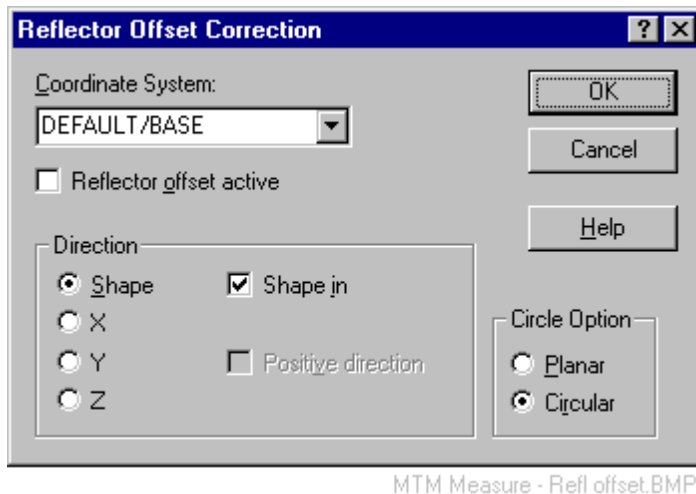 Reflector Offset Correction
Coordinate System:
DEFAULT/BASE
OK
Cancel
Reflector offset active
Help
Direction
Shape
Shape in
X
Y
Positive direction
Z
Circle Option
Planar
Circular
MTM Measure - Refl offset.BMP